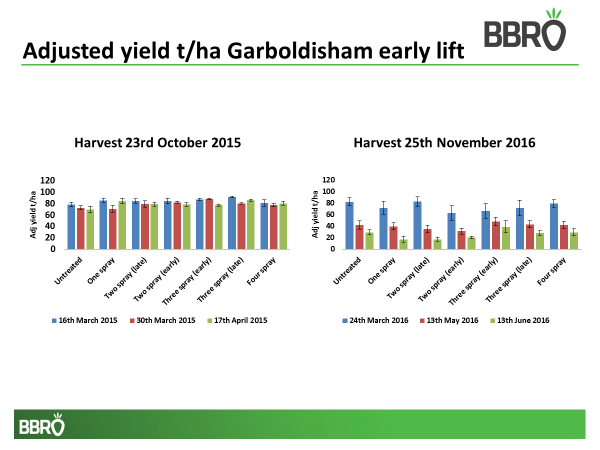 Adjusted yield t/ha Garboldisham early lift
BBRO
Harvest 23rd October 2015
Adj yield t/ha
120
100
80
60
40
20
0
Untreated
One spray
Two spray (late)
Two spray (early)
Three spray (early)
Three spray (late)
Four spray
16th March 2015 30th March 2015 17th April 2015
Harvest 25th November 2016
Adj yield t/ha
120
100
80
60
40
20
0
Untreated
One spray
Two spray (late)
Two spray (early)
Three spray (early)
Three spray (late)
Four spray
24th March 2016 13th May 2016 13th June 2016
BBRO